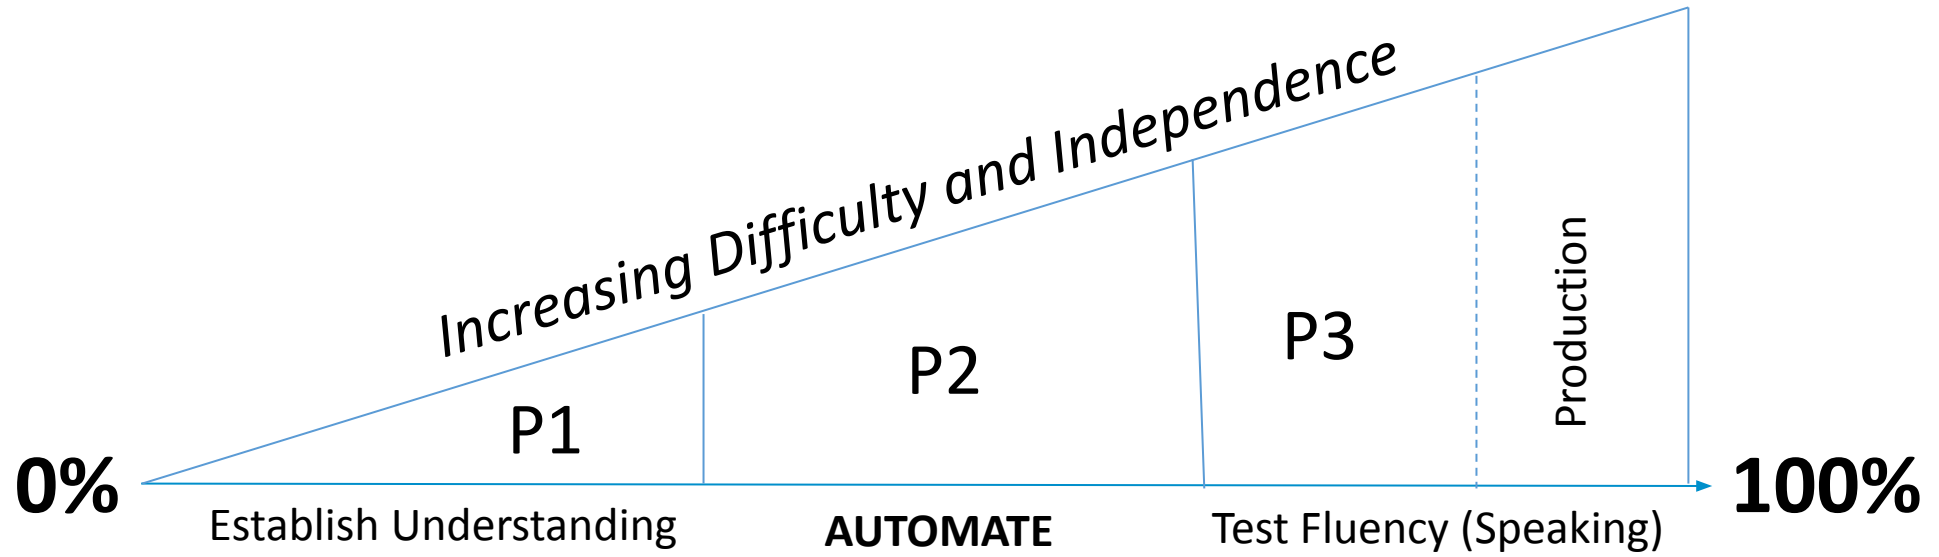 Increasing Difficulty and Independence
P1
P2
P3
Production
0%
100%
Establish Understanding
AUTOMATE
Test Fluency (Speaking)